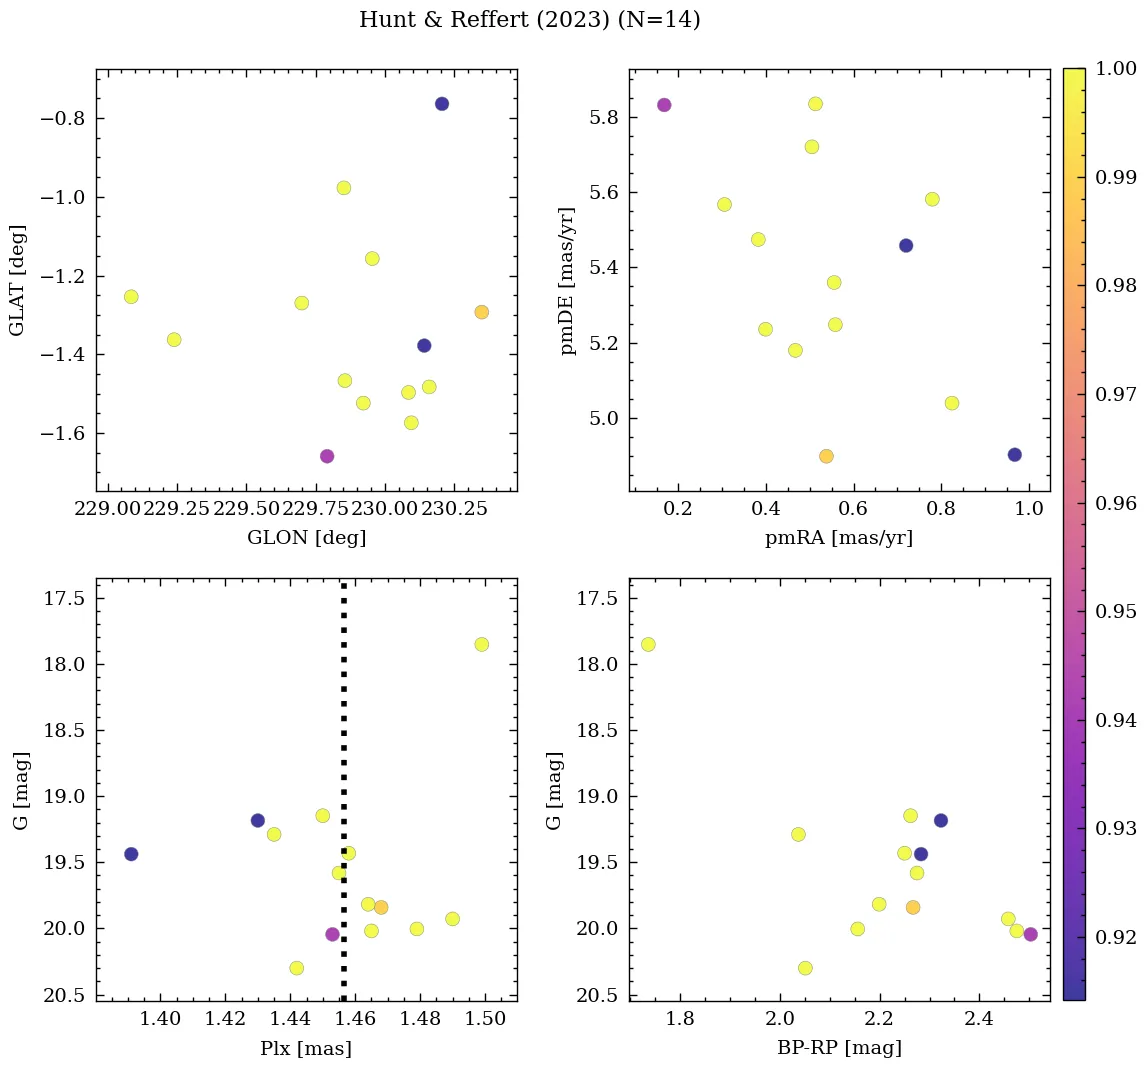 Hunt & Reffert (2023) (N=14)
GLAT [deg]
−0.8
−1.0
−1.2
−1.4
−1.6
229.00 229.25 229.50 229.75 230.00 230.25
GLON [deg]
pmDE [mas/yr]
5.8
5.6
5.4
5.2
5.0
0.2 0.4 0.6 0.8 1.0
pmRA [mas/yr]
G [mag]
17.5
18.0
18.5
19.0
19.5
20.0
20.5
1.40 1.42 1.44 1.46 1.48 1.50
Plx [mas]
G [mag]
17.5
18.0
18.5
19.0
19.5
20.0
20.5
1.8 2.0 2.2 2.4
BP-RP [mag]
1.00
0.99
0.98
0.97
0.96
0.95
0.94
0.93
0.92